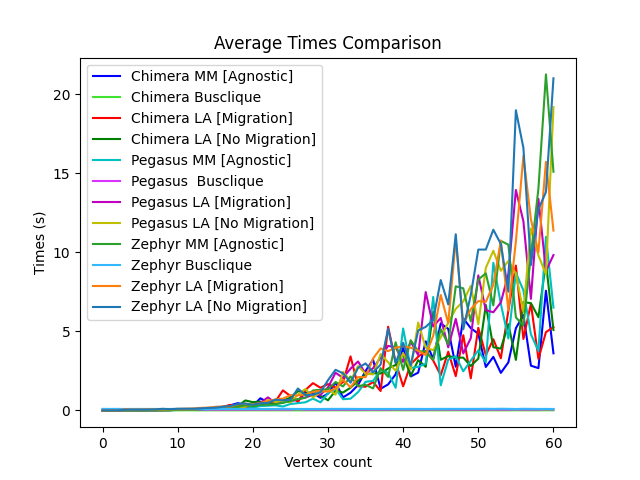 Average Times Comparison
Times (s)
20
15
10
5
0
Chimera MM [Agnostic]
Chimera Busclique
Chimera LA [Migration]
Chimera LA [No Migration]
Pegasus MM [Agnostic]
Pegasus  Busclique
Pegasus LA [Migration]
Pegasus LA [No Migration]
Zephyr MM [Agnostic]
Zephyr Busclique
Zephyr LA [Migration]
Zephyr LA [No Migration]
0 10 20 30 40 50 60
Vertex count